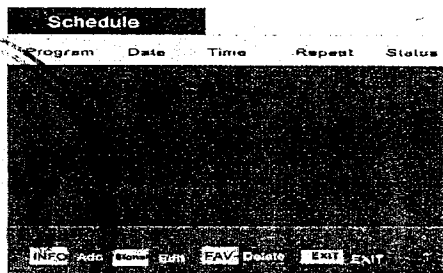 Schedule
Program Date Time Repeat Status
INFO Add Edit FAV Delete EXIT EXIT